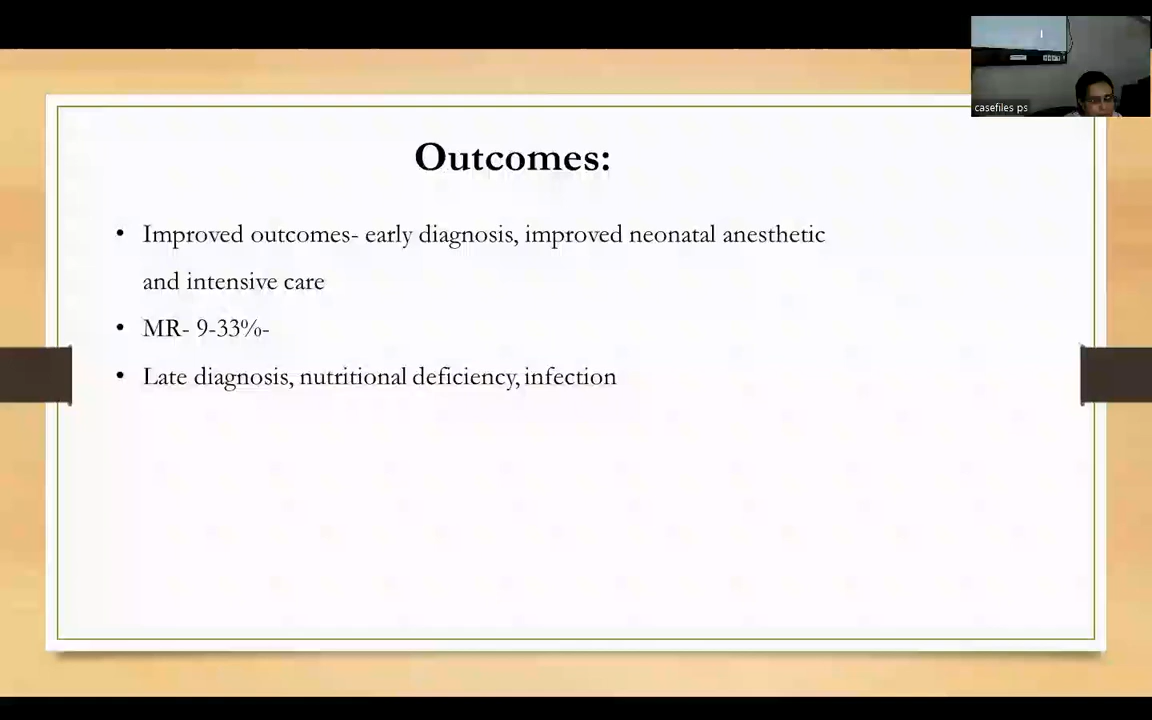 casefiles ps
Outcomes:
• Improved outcomes- early diagnosis, improved neonatal anesthetic
and intensive care
• MR- 9-33%-
• Late diagnosis, nutritional deficiency, infection